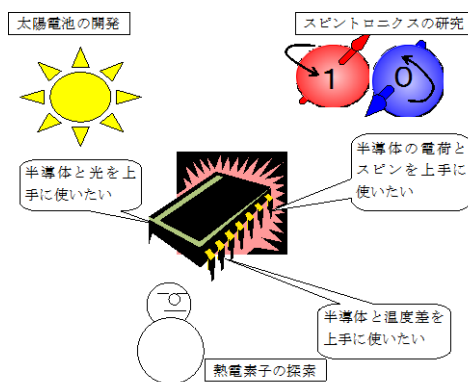 太陽電池の開発
スピントロニクスの研究
1
0
半導体と光を上
手に使いたい
半導体の電荷と
スピンを上手に
使いたい
半導体と温度差を
上手に使いたい
熱電素子の探索